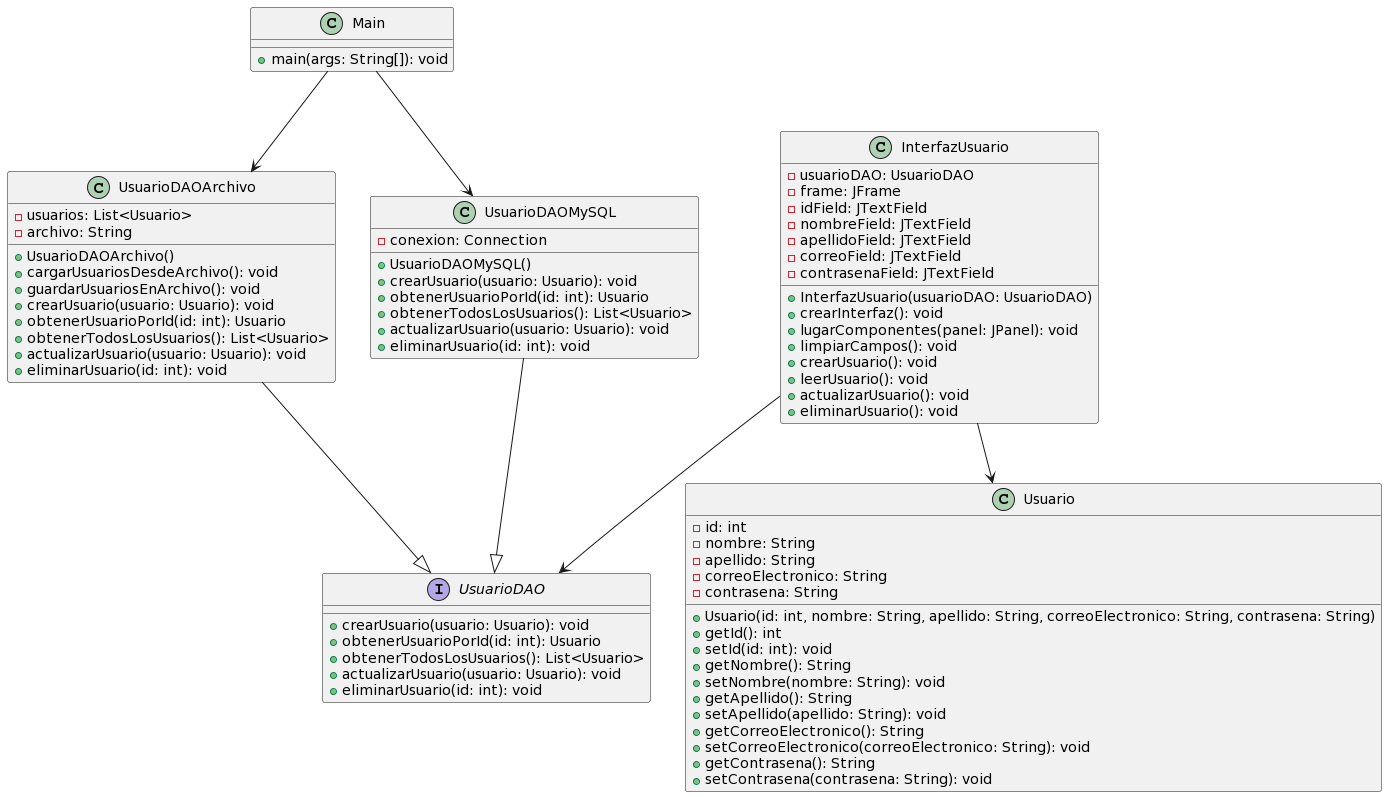 C Main
main(args: String[]): void
C UsuarioDAOArchivo
usuarios: List<Usuario>
archivo: String
UsuarioDAOArchivo()
cargarUsuariosDesdeArchivo(): void
guardarUsuariosEnArchivo(): void
crearUsuario(usuario: Usuario): void
obtenerUsuarioPorId(id: int): Usuario
obtenerTodosLosUsuarios(): List<Usuario>
actualizarUsuario(usuario: Usuario): void
eliminarUsuario(id: int): void
C UsuarioDAOMySQL
conexion: Connection
UsuarioDAOMySQL()
crearUsuario(usuario: Usuario): void
obtenerUsuarioPorId(id: int): Usuario
obtenerTodosLosUsuarios(): List<Usuario>
actualizarUsuario(usuario: Usuario): void
eliminarUsuario(id: int): void
C InterfazUsuario
usuarioDAO: UsuarioDAO
frame: JFrame
idField: JTextField
nombreField: JTextField
apellidoField: JTextField
correoField: JTextField
contrasenaField: JTextField
InterfazUsuario(usuarioDAO: UsuarioDAO)
crearInterfaz(): void
lugarComponentes(panel: JPanel): void
limpiarCampos(): void
crearUsuario(): void
leerUsuario(): void
actualizarUsuario(): void
eliminarUsuario(): void
I UsuarioDAO
crearUsuario(usuario: Usuario): void
obtenerUsuarioPorId(id: int): Usuario
obtenerTodosLosUsuarios(): List<Usuario>
actualizarUsuario(usuario: Usuario): void
eliminarUsuario(id: int): void
C Usuario
id: int
nombre: String
apellido: String
correoElectronico: String
contrasena: String
Usuario(id: int, nombre: String, apellido: String, correoElectronico: String, contrasena: String)
getId(): int
setId(id: int): void
getNombre(): String
setNombre(nombre: String): void
getApellido(): String
setApellido(apellido: String): void
getCorreoElectronico(): String
setCorreoElectronico(correoElectronico: String): void
getContrasena(): String
setContrasena(contrasena: String): void